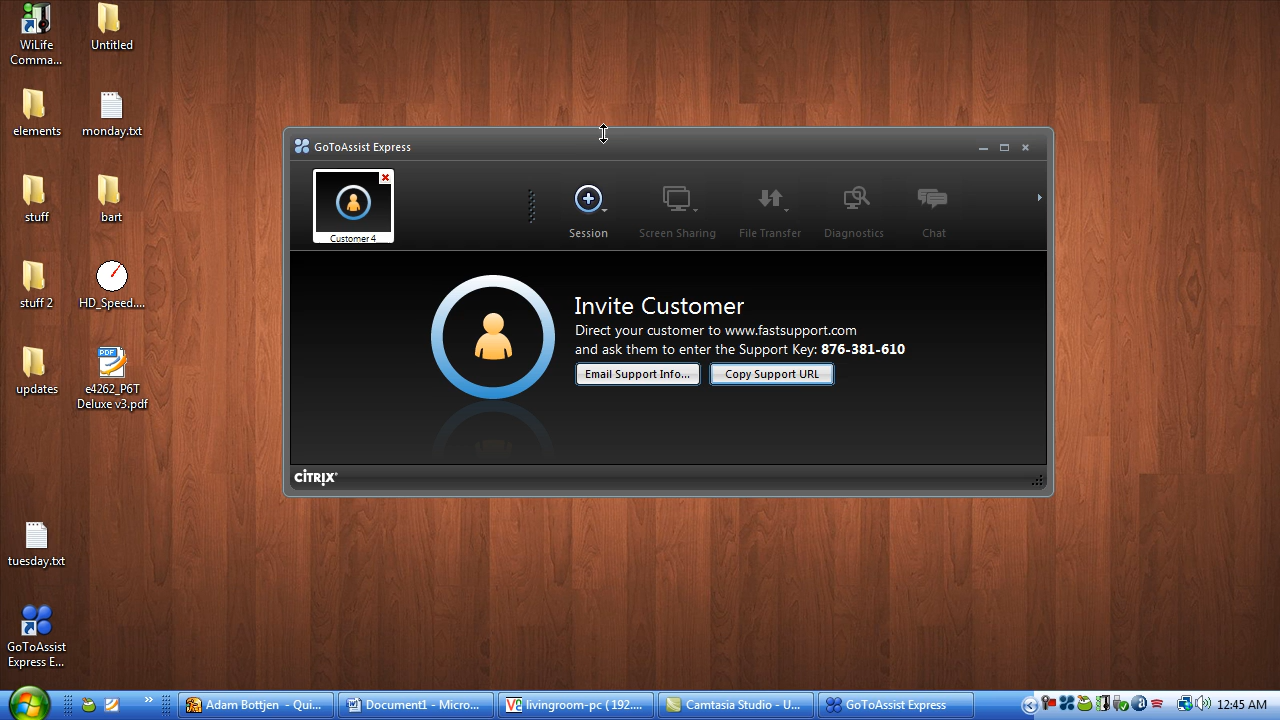 WiLife
Comma...
Untitled
elements
monday.txt
stuff
bart
stuff 2
HD_Speed....
updates
PDF
e4262_P6T
Deluxe v3.pdf
tuesday.txt
GoToAssist
Express E...
GoToAssist Express
Customer 4
Session
Screen Sharing
File Transfer
Diagnostics
Chat
Invite Customer
Direct your customer to www.fastsupport.com
and ask them to enter the Support Key: 876-381-610
Email Support Info...
Copy Support URL
CITRIX®
Adam Bottjen - Qui...
Document1 - Micro...
livingroom-pc ( 192....
Camtasia Studio - U...
GoToAssist Express
12:45 AM